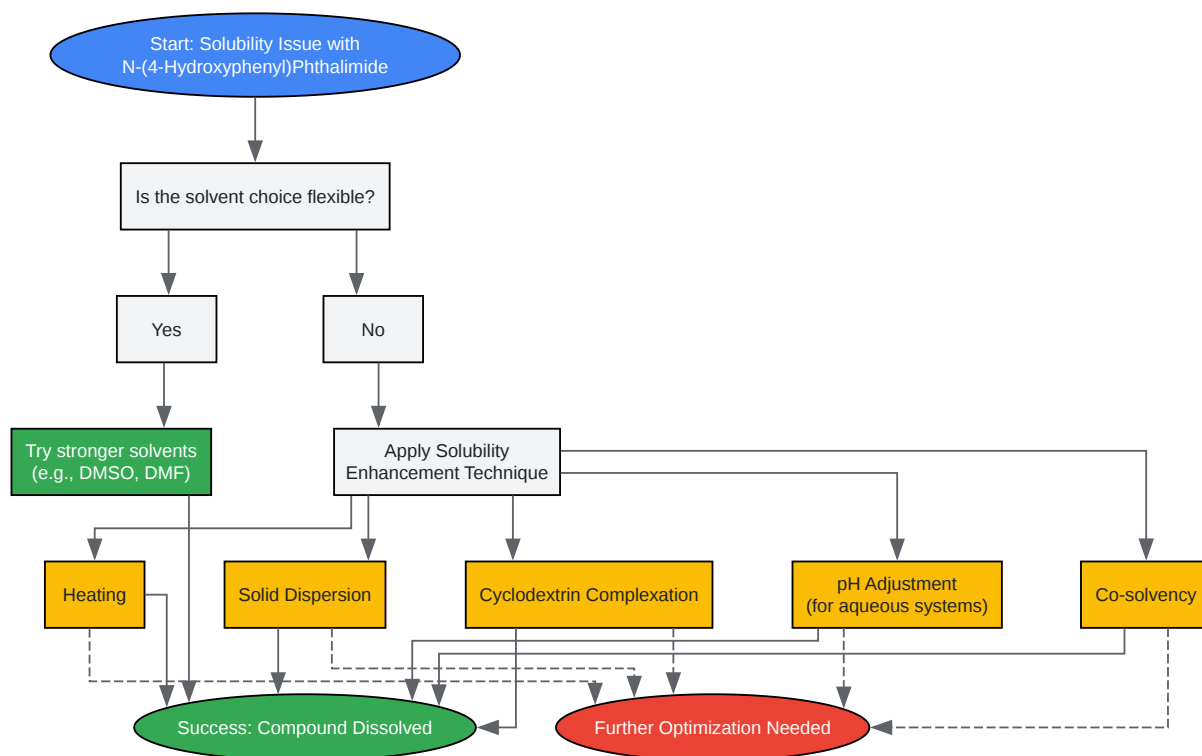 Start: Solubility Issue with
N-(4-Hydroxyphenyl)Phthalimide
Is the solvent choice flexible?
Yes
No
Try stronger solvents
(e.g., DMSO, DMF)
Apply Solubility
Enhancement Technique
Heating
Solid Dispersion
Cyclodextrin Complexation
pH Adjustment
(for aqueous systems)
Co-solvency
Success: Compound Dissolved
Further Optimization Needed